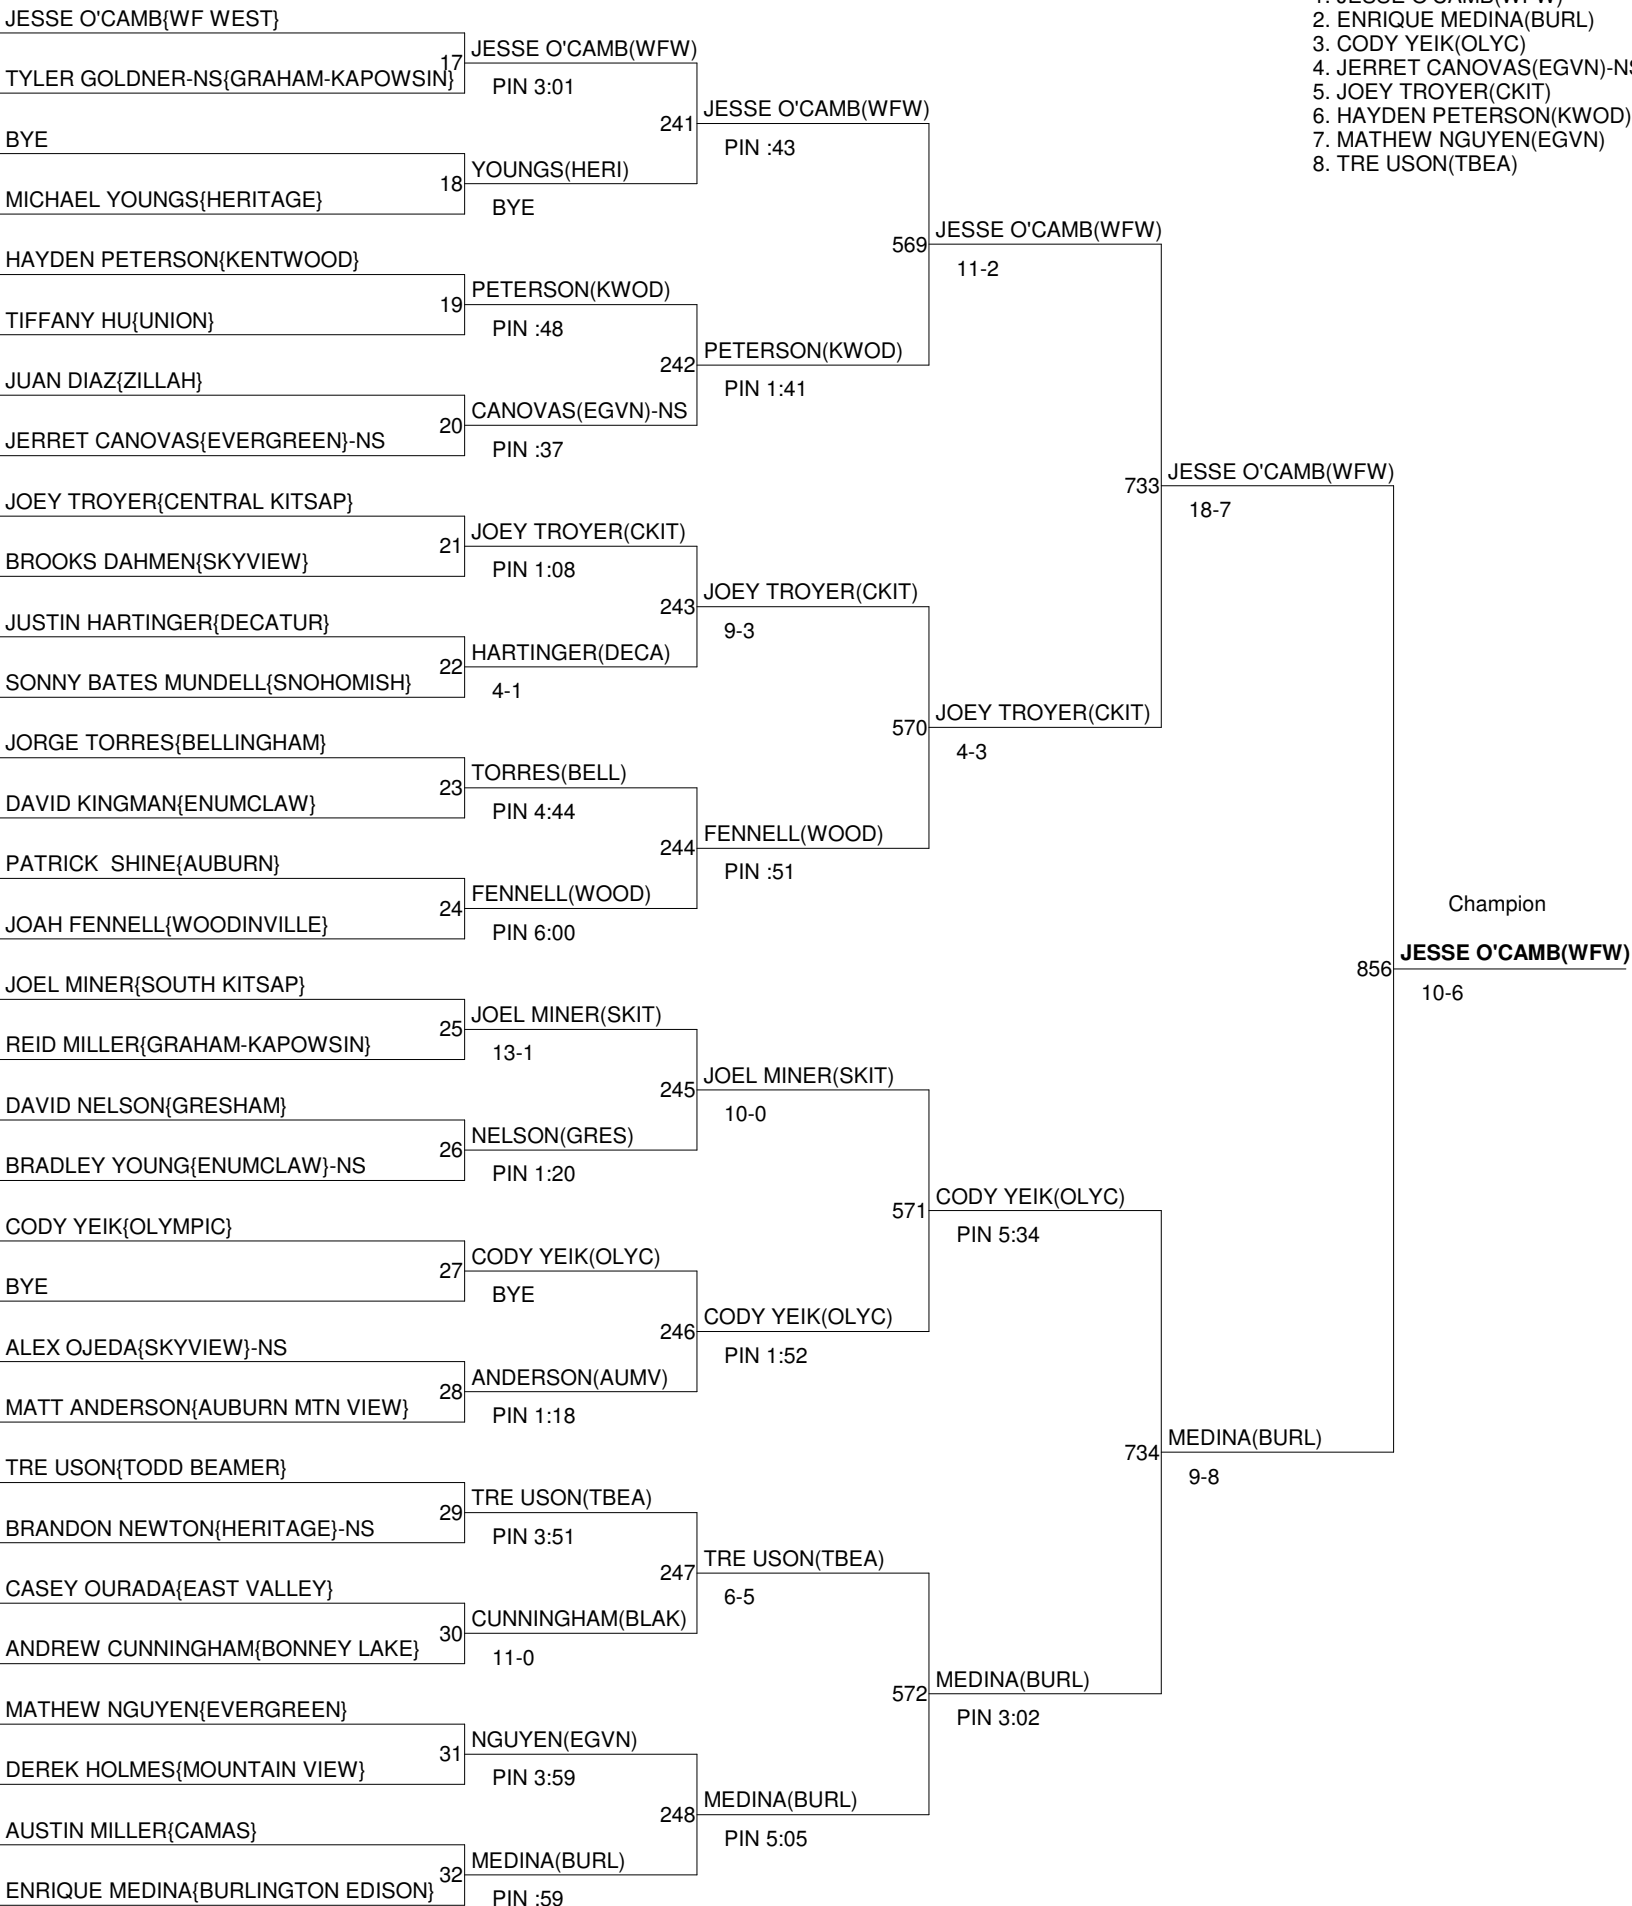 JESSE O'CAMB{WF WEST}
TYLER GOLDNER-NS{GRAHAM-KAPOWSIN}
BYE
MICHAEL YOUNGS{HERITAGE}
HAYDEN PETERSON{KENTWOOD}
TIFFANY HU{UNION}
JUAN DIAZ{ZILLAH}
JERRET CANOVAS{EVERGREEN}-NS
JOEY TROYER{CENTRAL KITSAP}
BROOKS DAHMEN{SKYVIEW}
JUSTIN HARTINGER{DECATUR}
SONNY BATES MUNDELL{SNOHOMISH}
JORGE TORRES{BELLINGHAM}
DAVID KINGMAN{ENUMCLAW}
PATRICK  SHINE{AUBURN}
JOAH FENNELL{WOODINVILLE}
JOEL MINER{SOUTH KITSAP}
REID MILLER{GRAHAM-KAPOWSIN}
DAVID NELSON{GRESHAM}
BRADLEY YOUNG{ENUMCLAW}-NS
CODY YEIK{OLYMPIC}
BYE
ALEX OJEDA{SKYVIEW}-NS
MATT ANDERSON{AUBURN MTN VIEW}
TRE USON{TODD BEAMER}
BRANDON NEWTON{HERITAGE}-NS
CASEY OURADA{EAST VALLEY}
ANDREW CUNNINGHAM{BONNEY LAKE}
MATHEW NGUYEN{EVERGREEN}
DEREK HOLMES{MOUNTAIN VIEW}
AUSTIN MILLER{CAMAS}
ENRIQUE MEDINA{BURLINGTON EDISON}
17 JESSE O'CAMB(WFW)
PIN 3:01
18 YOUNGS(HERI)
BYE
19 PETERSON(KWOD)
PIN :48
20 CANOVAS(EGVN)-NS
PIN :37
21 JOEY TROYER(CKIT)
PIN 1:08
22 HARTINGER(DECA)
4-1
23 TORRES(BELL)
PIN 4:44
24 FENNELL(WOOD)
PIN 6:00
25 JOEL MINER(SKIT)
13-1
26 NELSON(GRES)
PIN 1:20
27 CODY YEIK(OLYC)
BYE
28 ANDERSON(AUMV)
PIN 1:18
29 TRE USON(TBEA)
PIN 3:51
30 CUNNINGHAM(BLAK)
11-0
31 NGUYEN(EGVN)
PIN 3:59
32 MEDINA(BURL)
PIN :59
241 JESSE O'CAMB(WFW)
PIN :43
242 PETERSON(KWOD)
PIN 1:41
243 JOEY TROYER(CKIT)
9-3
244 FENNELL(WOOD)
PIN :51
245 JOEL MINER(SKIT)
10-0
246 CODY YEIK(OLYC)
PIN 1:52
247 TRE USON(TBEA)
6-5
248 MEDINA(BURL)
PIN 5:05
569 JESSE O'CAMB(WFW)
11-2
570 JOEY TROYER(CKIT)
4-3
571 CODY YEIK(OLYC)
PIN 5:34
572 MEDINA(BURL)
PIN 3:02
733 JESSE O'CAMB(WFW)
18-7
734 MEDINA(BURL)
9-8
Champion
856 JESSE O'CAMB(WFW)
10-6
1. JESSE O'CAMB(WFW)
2. ENRIQUE MEDINA(BURL)
3. CODY YEIK(OLYC)
4. JERRET CANOVAS(EGVN)-NS
5. JOEY TROYER(CKIT)
6. HAYDEN PETERSON(KWOD)
7. MATHEW NGUYEN(EGVN)
8. TRE USON(TBEA)